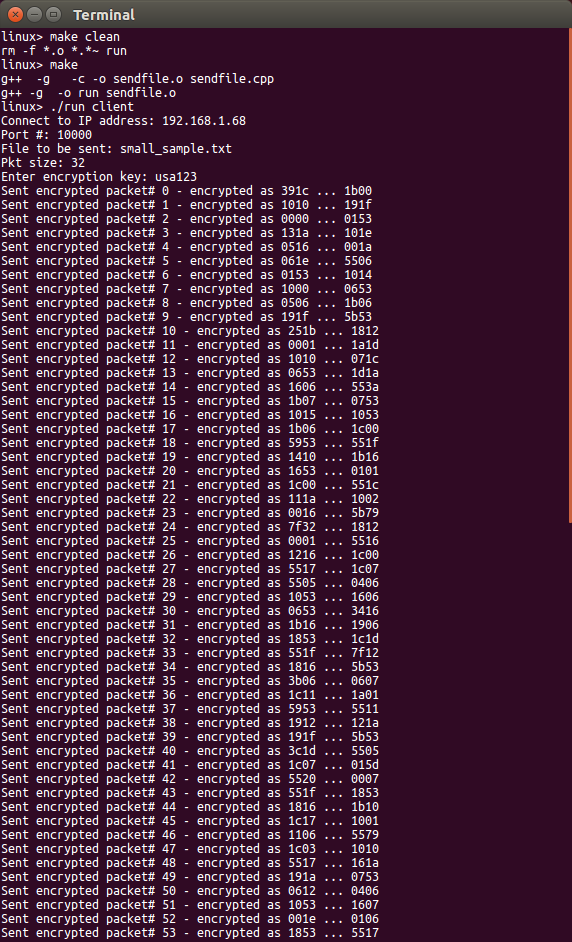 Terminal
linux> make clean
rm -f *.o *.*~ run
linux> make
g++  -g   -c -o sendfile.o sendfile.cpp
g++ -g  -o run sendfile.o
linux> ./run client
Connect to IP address: 192.168.1.68
Port #: 10000
File to be sent: small_sample.txt
Pkt size: 32
Enter encryption key: usa123
Sent encrypted packet# 0 - encrypted as 391c ... 1b00
Sent encrypted packet# 1 - encrypted as 1010 ... 191f
Sent encrypted packet# 2 - encrypted as 0000 ... 0153
Sent encrypted packet# 3 - encrypted as 131a ... 101e
Sent encrypted packet# 4 - encrypted as 0516 ... 001a
Sent encrypted packet# 5 - encrypted as 061e ... 5506
Sent encrypted packet# 6 - encrypted as 0153 ... 1014
Sent encrypted packet# 7 - encrypted as 1000 ... 0653
Sent encrypted packet# 8 - encrypted as 0506 ... 1b06
Sent encrypted packet# 9 - encrypted as 191f ... 5b53
Sent encrypted packet# 10 - encrypted as 251b ... 1812
Sent encrypted packet# 11 - encrypted as 0001 ... 1a1d
Sent encrypted packet# 12 - encrypted as 1010 ... 071c
Sent encrypted packet# 13 - encrypted as 0653 ... 1d1a
Sent encrypted packet# 14 - encrypted as 1606 ... 553a
Sent encrypted packet# 15 - encrypted as 1b07 ... 0753
Sent encrypted packet# 16 - encrypted as 1015 ... 1053
Sent encrypted packet# 17 - encrypted as 1b06 ... 1c00
Sent encrypted packet# 18 - encrypted as 5953 ... 551f
Sent encrypted packet# 19 - encrypted as 1410 ... 1b16
Sent encrypted packet# 20 - encrypted as 1653 ... 0101
Sent encrypted packet# 21 - encrypted as 1c00 ... 551c
Sent encrypted packet# 22 - encrypted as 111a ... 1002
Sent encrypted packet# 23 - encrypted as 0016 ... 5b79
Sent encrypted packet# 24 - encrypted as 7f32 ... 1812
Sent encrypted packet# 25 - encrypted as 0001 ... 5516
Sent encrypted packet# 26 - encrypted as 1216 ... 1c00
Sent encrypted packet# 27 - encrypted as 5517 ... 1c07
Sent encrypted packet# 28 - encrypted as 5505 ... 0406
Sent encrypted packet# 29 - encrypted as 1053 ... 1606
Sent encrypted packet# 30 - encrypted as 0653 ... 3416
Sent encrypted packet# 31 - encrypted as 1b16 ... 1906
Sent encrypted packet# 32 - encrypted as 1853 ... 1c1d
Sent encrypted packet# 33 - encrypted as 551f ... 7f12
Sent encrypted packet# 34 - encrypted as 1816 ... 5b53
Sent encrypted packet# 35 - encrypted as 3b06 ... 0607
Sent encrypted packet# 36 - encrypted as 1c11 ... 1a01
Sent encrypted packet# 37 - encrypted as 5953 ... 5511
Sent encrypted packet# 38 - encrypted as 1912 ... 121a
Sent encrypted packet# 39 - encrypted as 191f ... 5b53
Sent encrypted packet# 40 - encrypted as 3c1d ... 5505
Sent encrypted packet# 41 - encrypted as 1c07 ... 015d
Sent encrypted packet# 42 - encrypted as 5520 ... 0007
Sent encrypted packet# 43 - encrypted as 551f ... 1853
Sent encrypted packet# 44 - encrypted as 1816 ... 1b10
Sent encrypted packet# 45 - encrypted as 1c17 ... 1001
Sent encrypted packet# 46 - encrypted as 1106 ... 5579
Sent encrypted packet# 47 - encrypted as 1c03 ... 1010
Sent encrypted packet# 48 - encrypted as 5517 ... 161a
Sent encrypted packet# 49 - encrypted as 191a ... 0753
Sent encrypted packet# 50 - encrypted as 0612 ... 0406
Sent encrypted packet# 51 - encrypted as 1053 ... 1607
Sent encrypted packet# 52 - encrypted as 001e ... 0106
Sent encrypted packet# 53 - encrypted as 1853 ... 5517